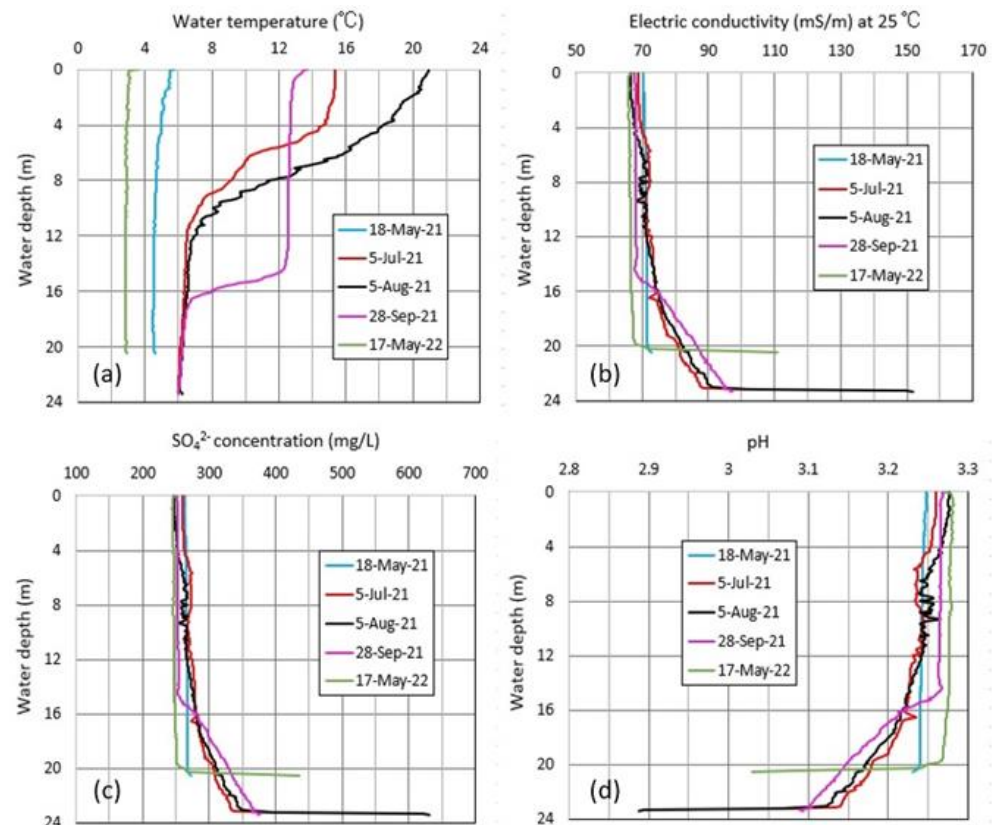 Water temperature (℃)
0 4 8 12 16 20 24
0
4
8
12
16
20
24
Water depth (m)
18-May-21
5-Jul-21
5-Aug-21
28-Sep-21
17-May-22
(a)
Electric conductivity (mS/m) at 25 ℃
50 70 90 110 130 150 170
0
4
8
12
16
20
24
Water depth (m)
18-May-21
5-Jul-21
5-Aug-21
28-Sep-21
17-May-22
(b)
SO₄²⁻ concentration (mg/L)
100 200 300 400 500 600 700
0
4
8
12
16
20
24
Water depth (m)
18-May-21
5-Jul-21
5-Aug-21
28-Sep-21
17-May-22
(c)
pH
2.8 2.9 3 3.1 3.2 3.3
0
4
8
12
16
20
24
Water depth (m)
18-May-21
5-Jul-21
5-Aug-21
28-Sep-21
17-May-22
(d)